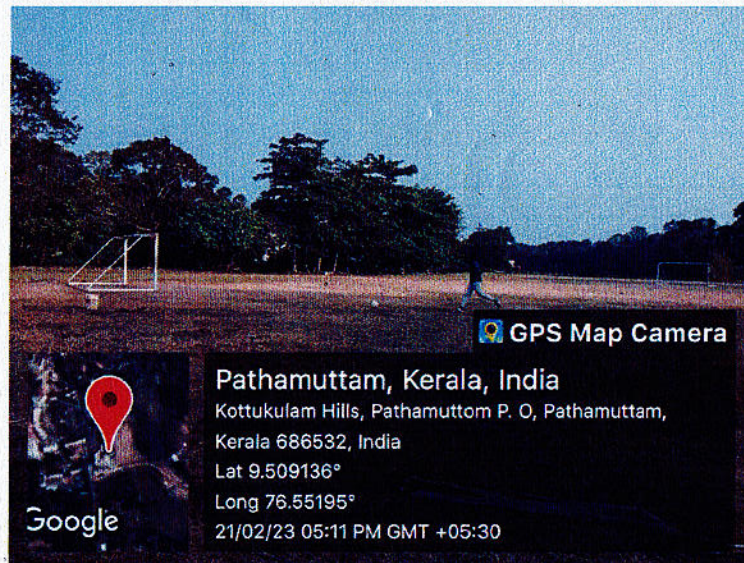 GPS Map Camera
Pathamuttam, Kerala, India
Kottukulam Hills, Pathamuttom P. O, Pathamuttam,
Kerala 686532, India
Lat 9.509136°
Long 76.55195°
21/02/23 05:11 PM GMT +05:30
Google